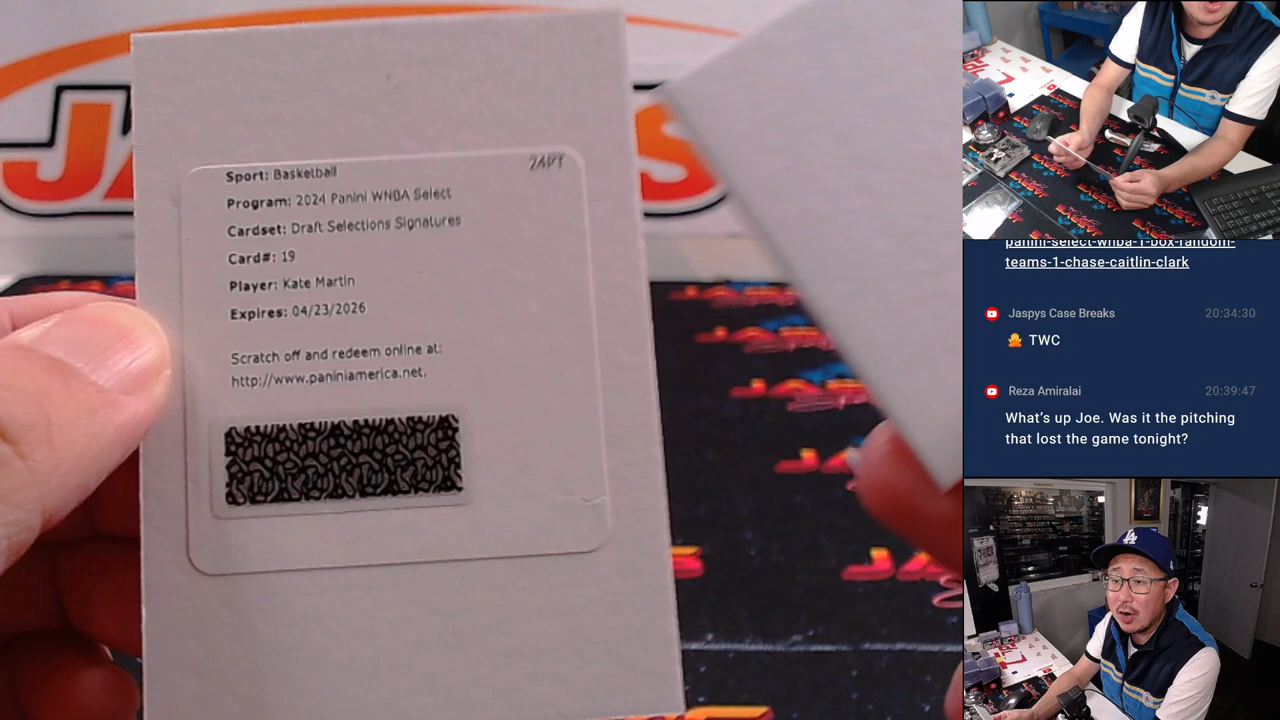 24PT
Sport: Basketball
Program: 2024 Panini WNBA Select
Cardset: Draft Selections Signatures
Card#: 19
Player: Kate Martin
Expires: 04/23/2026
Scratch off and redeem online at:
http://www.paniniamerica.net.
panini-select-wnba-1-box-random-
teams-1-chase-caitlin-clark
Jaspys Case Breaks 20:34:30
🙅 TWC
Reza Amiralai 20:39:47
What's up Joe. Was it the pitching
that lost the game tonight?
LA